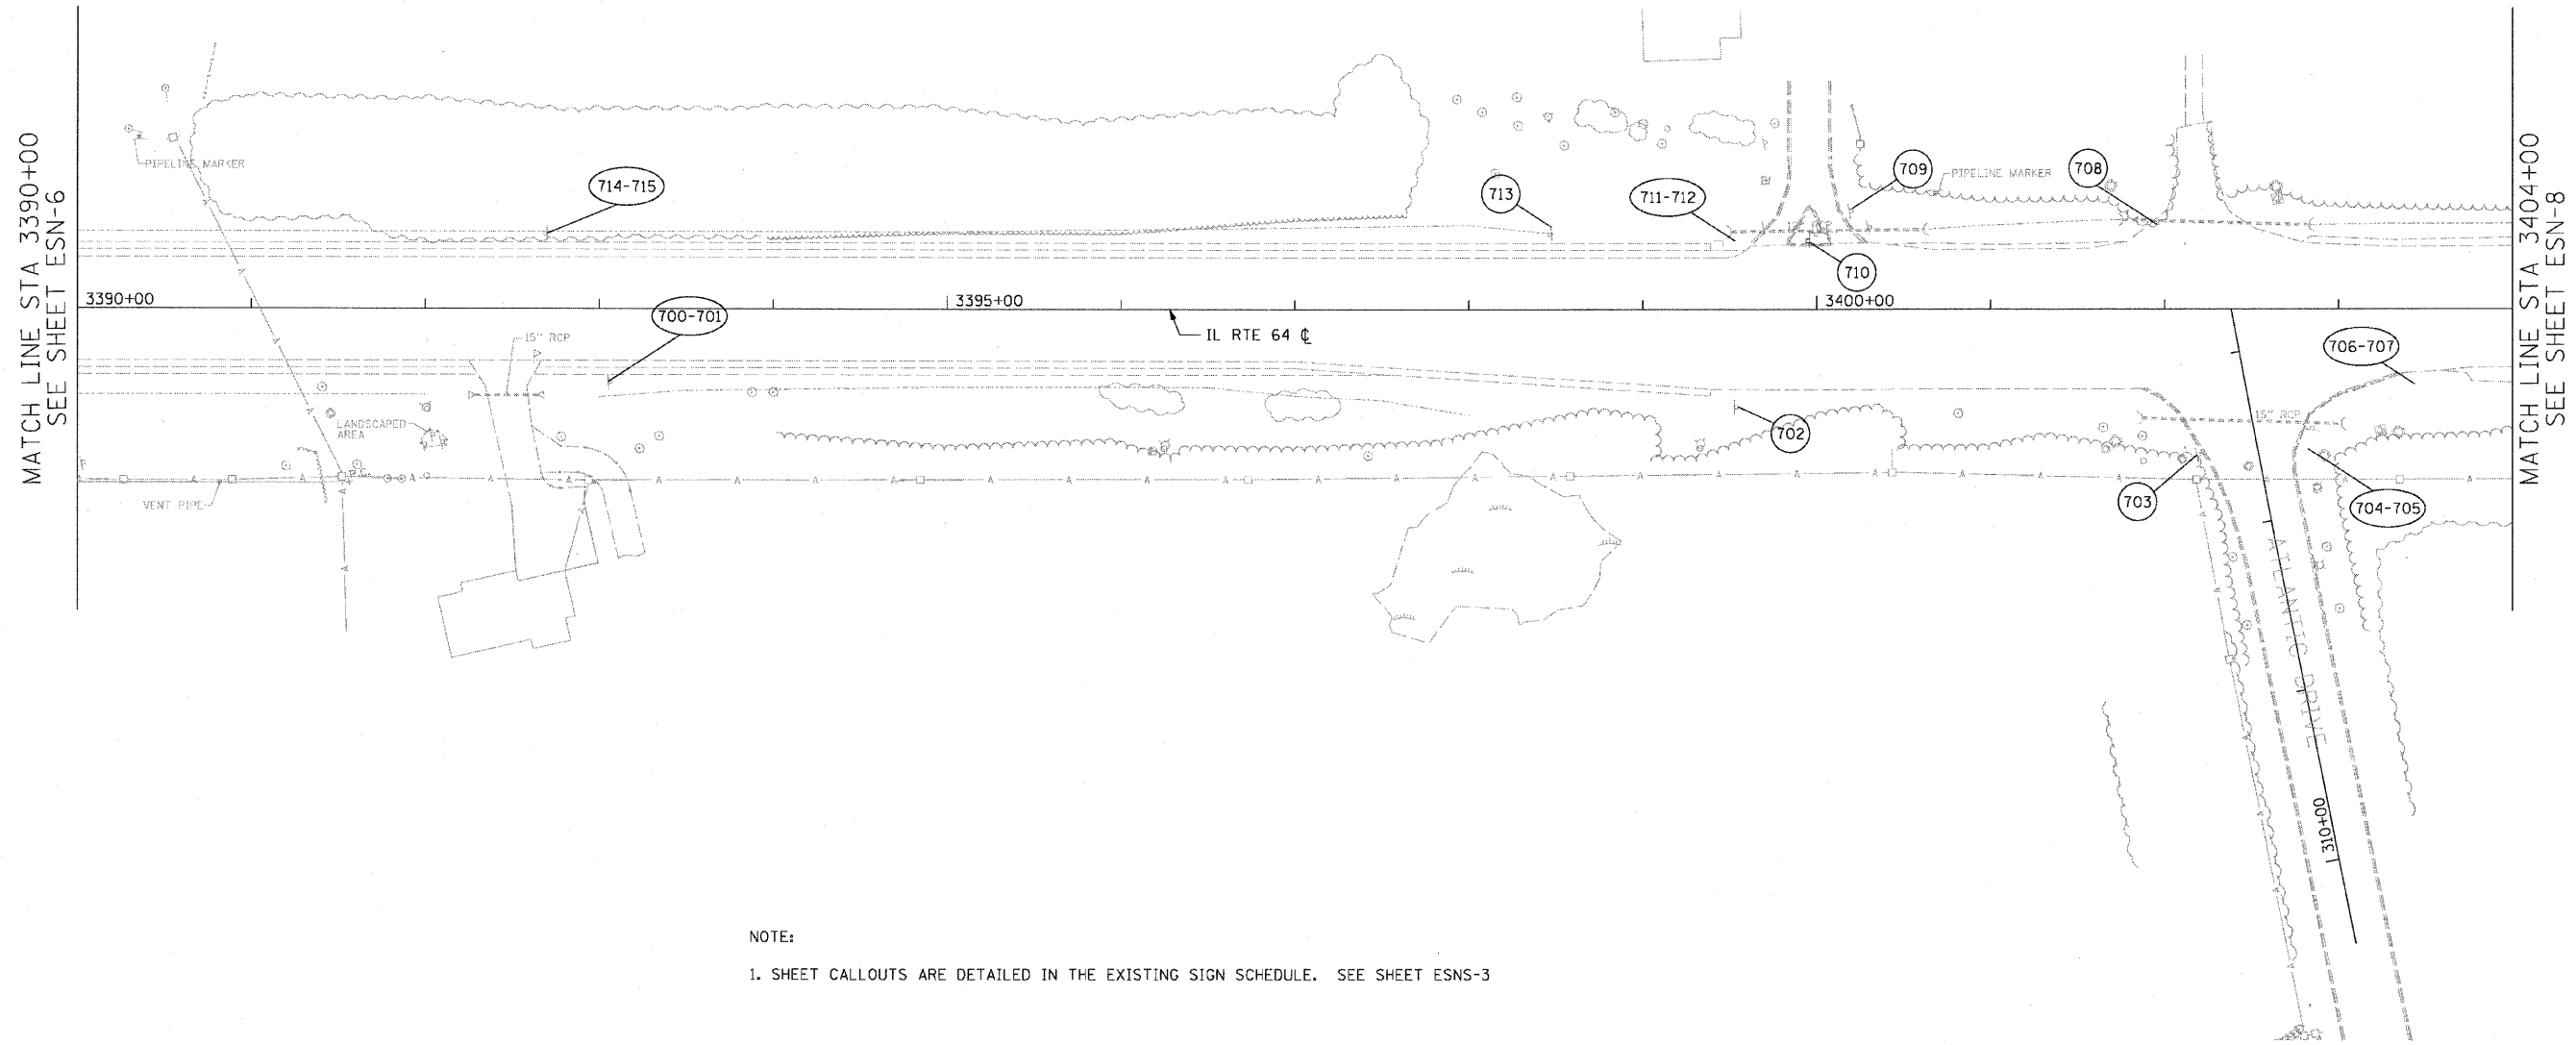 MATCH LINE STA 3390+00
SEE SHEET ESN-6
PIPELINE MARKER
714-715
713
711-712
709
PIPELINE MARKER
708
710
3390+00
3395+00
3400+00
700-701
15" RCP
IL RTE 64 ℄
706-707
LANDSCAPED
AREA
702
15" RCP
VENT PIPE
703
704-705
ATLANTIC DRIVE
310+00
MATCH LINE STA 3404+00
SEE SHEET ESN-8
NOTE:
1. SHEET CALLOUTS ARE DETAILED IN THE EXISTING SIGN SCHEDULE. SEE SHEET ESNS-3